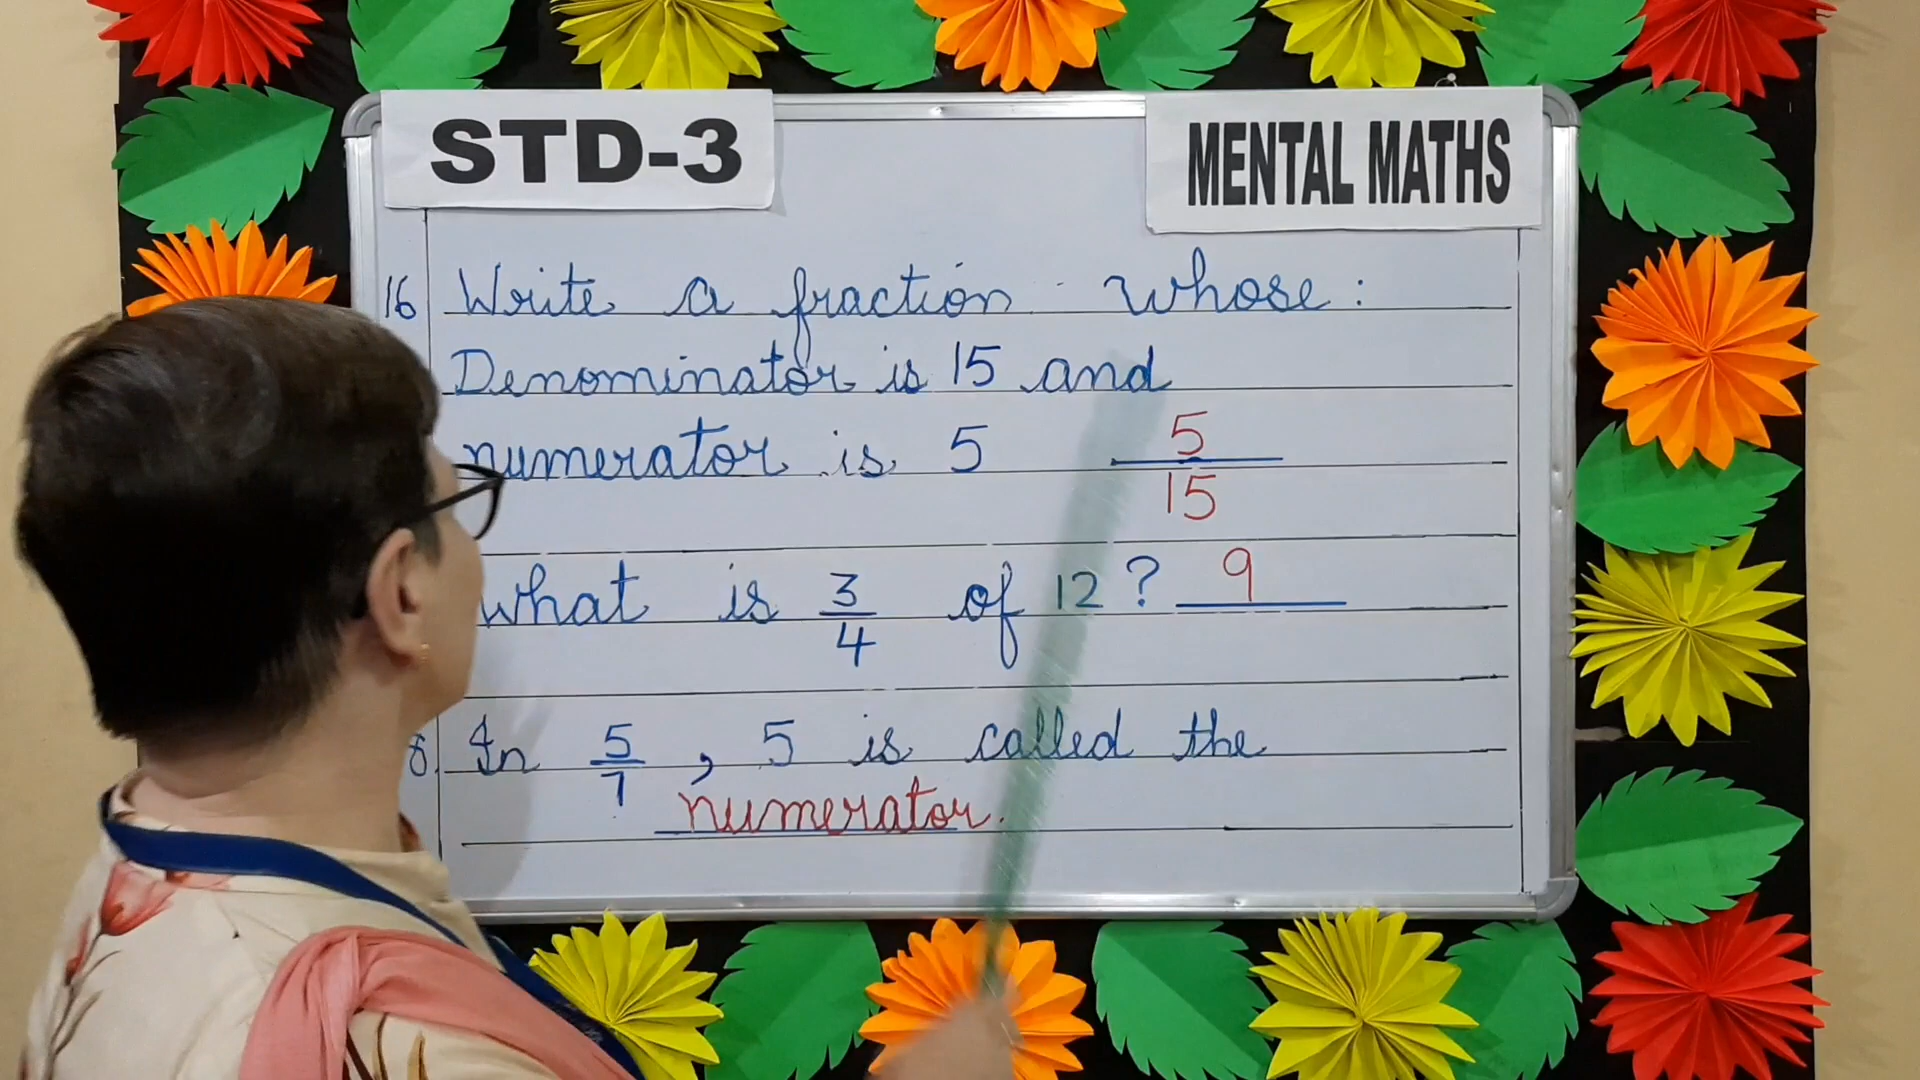 STD-3
MENTAL MATHS
16 Write a fraction whose:
Denominator is 15 and
numerator is 5 5/15
what is 3/4 of 12? 9
8. In 5/7, 5 is called the
numerator.